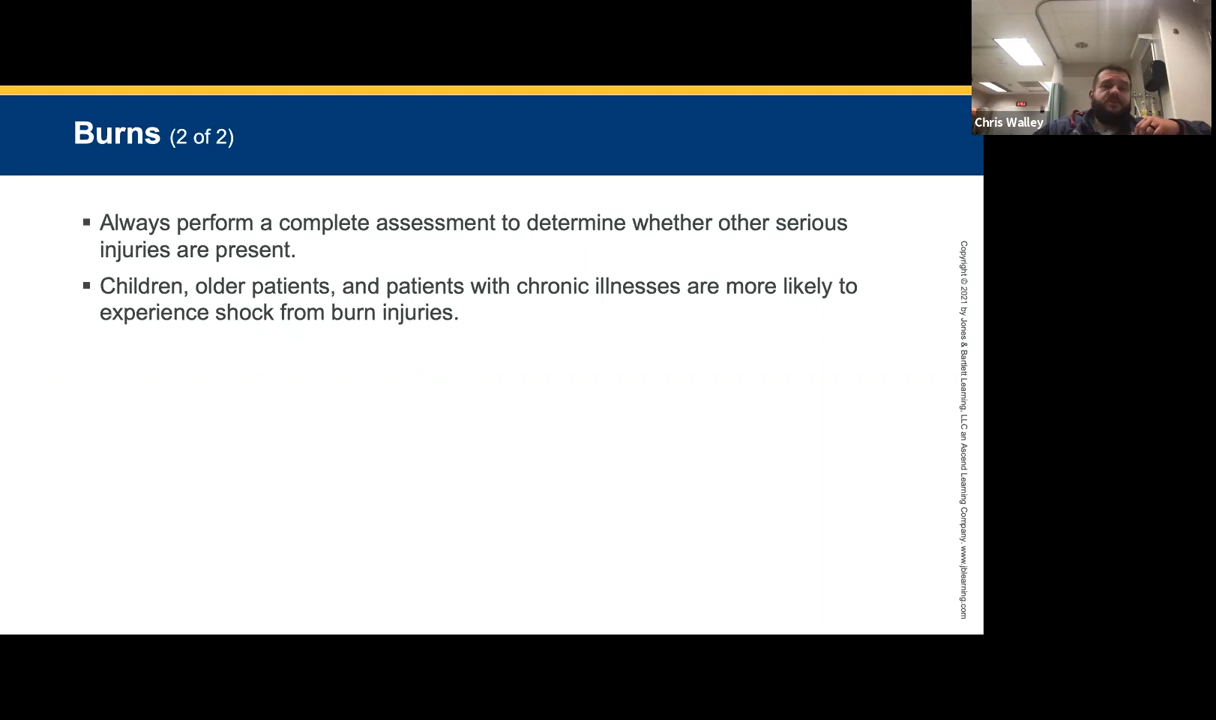 Burns (2 of 2)
▪ Always perform a complete assessment to determine whether other serious
injuries are present.
▪ Children, older patients, and patients with chronic illnesses are more likely to
experience shock from burn injuries.
Copyright © 2021 by Jones & Bartlett Learning, LLC an Ascend Learning Company. www.jblearning.com
Chris Walley